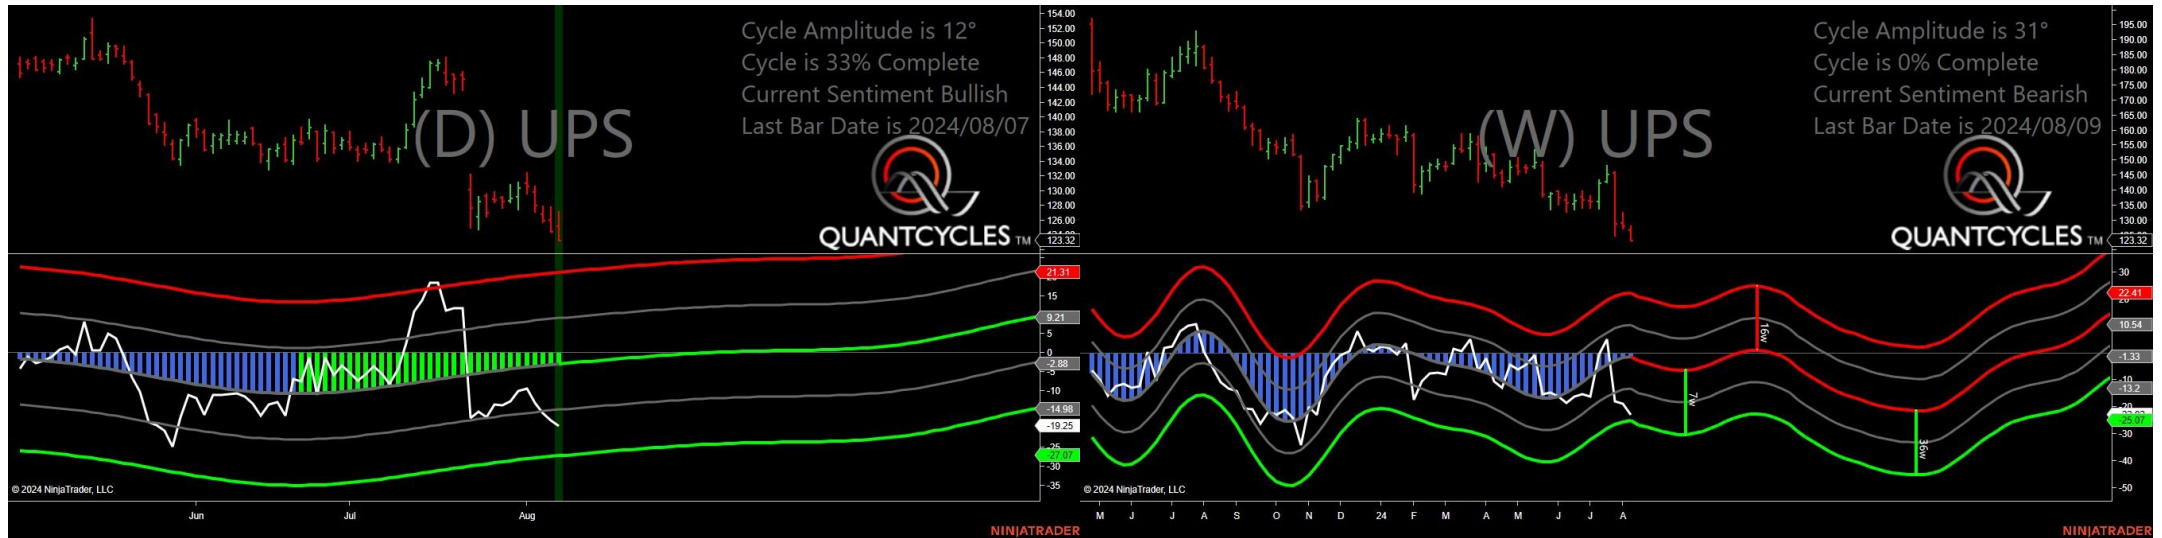 Cycle Amplitude is 12°
Cycle is 33% Complete
Current Sentiment Bullish
Last Bar Date is 2024/08/07
(D) UPS
QUANTCYCLES TM
154.00
152.00
150.00
148.00
146.00
144.00
142.00
140.00
138.00
136.00
134.00
132.00
130.00
128.00
126.00
123.32
21.31
15
9.21
5
0
-2.88
-5
-10
-14.98
-19.25
-25
-27.07
-30
-35
© 2024 NinjaTrader, LLC
Jun Jul Aug
NINJATRADER
Cycle Amplitude is 31°
Cycle is 0% Complete
Current Sentiment Bearish
Last Bar Date is 2024/08/09
(W) UPS
QUANTCYCLES TM
195.00
190.00
185.00
180.00
175.00
170.00
165.00
160.00
155.00
150.00
145.00
140.00
135.00
130.00
123.32
30
22.41
20
10.54
-1.33
-10
-13.2
-20
-25.07
-30
-40
-50
16w
7w
36w
© 2024 NinjaTrader, LLC
M J J A S O N D 24 F M A M J J A
NINJATRADER